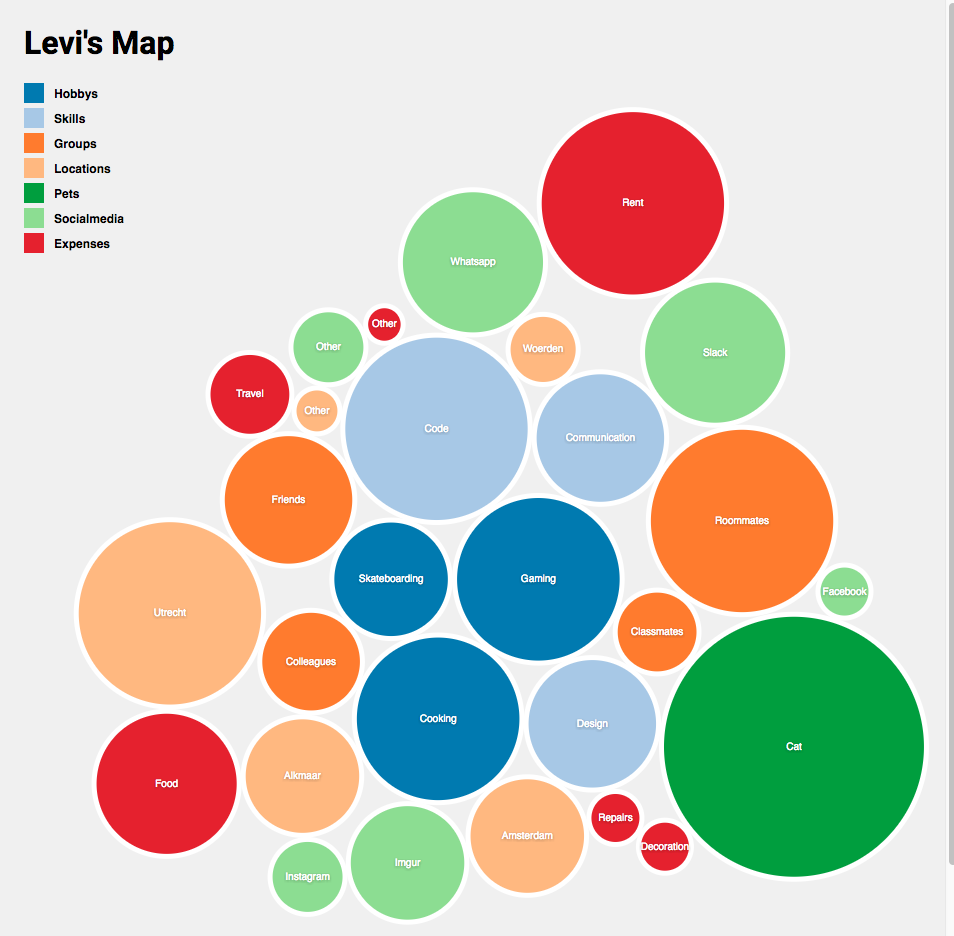 Levi's Map
Hobbys
Skills
Groups
Locations
Pets
Socialmedia
Expenses
Rent
Whatsapp
Other
Other
Woerden
Slack
Travel
Other
Code
Communication
Friends
Roommates
Skateboarding
Gaming
Facebook
Utrecht
Classmates
Colleagues
Cooking
Design
Cat
Food
Alkmaar
Repairs
Amsterdam
Decoration
Imgur
Instagram